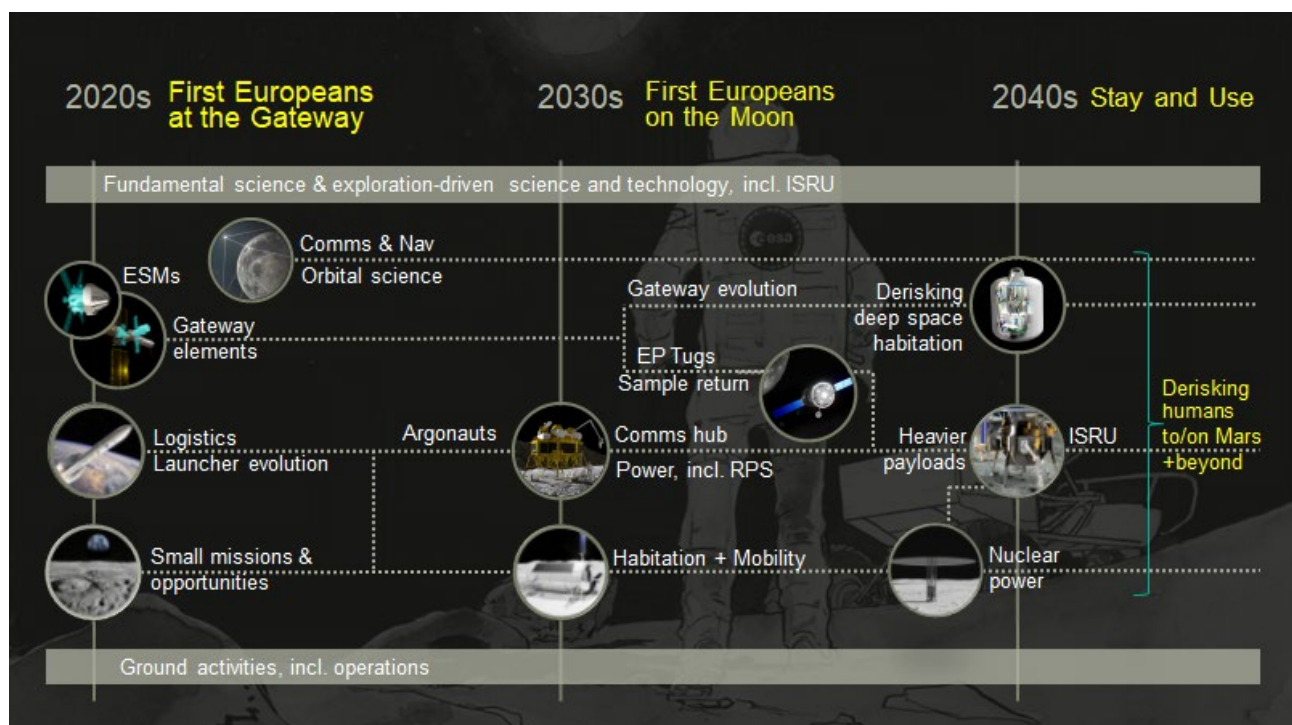 2020s First Europeans
at the Gateway
2030s First Europeans
on the Moon
2040s Stay and Use
Fundamental science & exploration-driven science and technology, incl. ISRU
Comms & Nav
Orbital science
ESMs
Gateway
elements
Gateway evolution
Derisking
deep space
habitation
EP Tugs
Sample return
Logistics
Launcher evolution
Argonauts
Comms hub
Power, incl. RPS
Heavier
payloads
ISRU
Derisking
humans
to/on Mars
+beyond
Small missions &
opportunities
Habitation + Mobility
Nuclear
power
Ground activities, incl. operations
esa